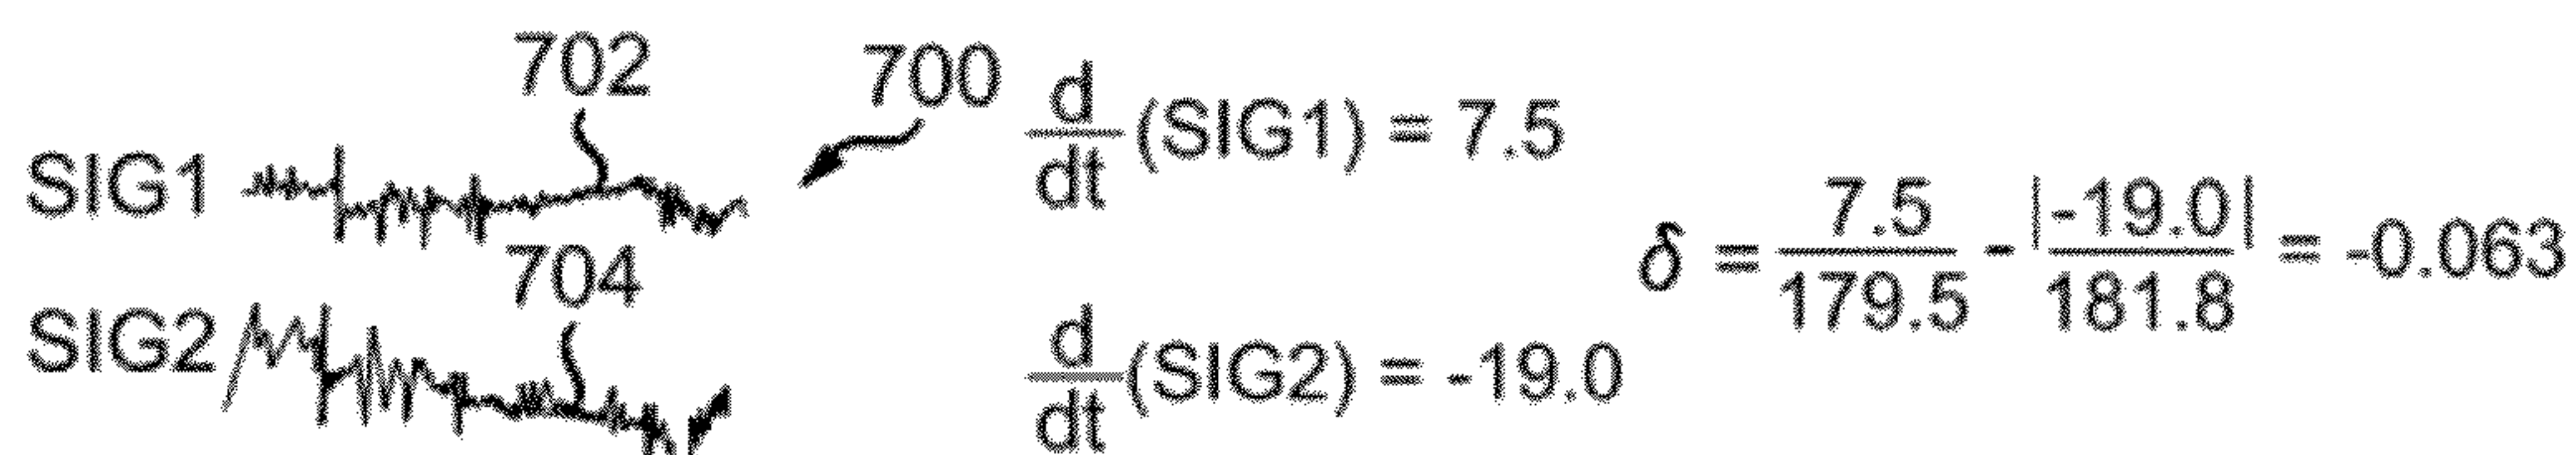 702
700
d/dt (SIG1) = 7.5
SIG1
δ = 7.5/179.5 - |-19.0|/181.8 = -0.063
704
SIG2
d/dt (SIG2) = -19.0